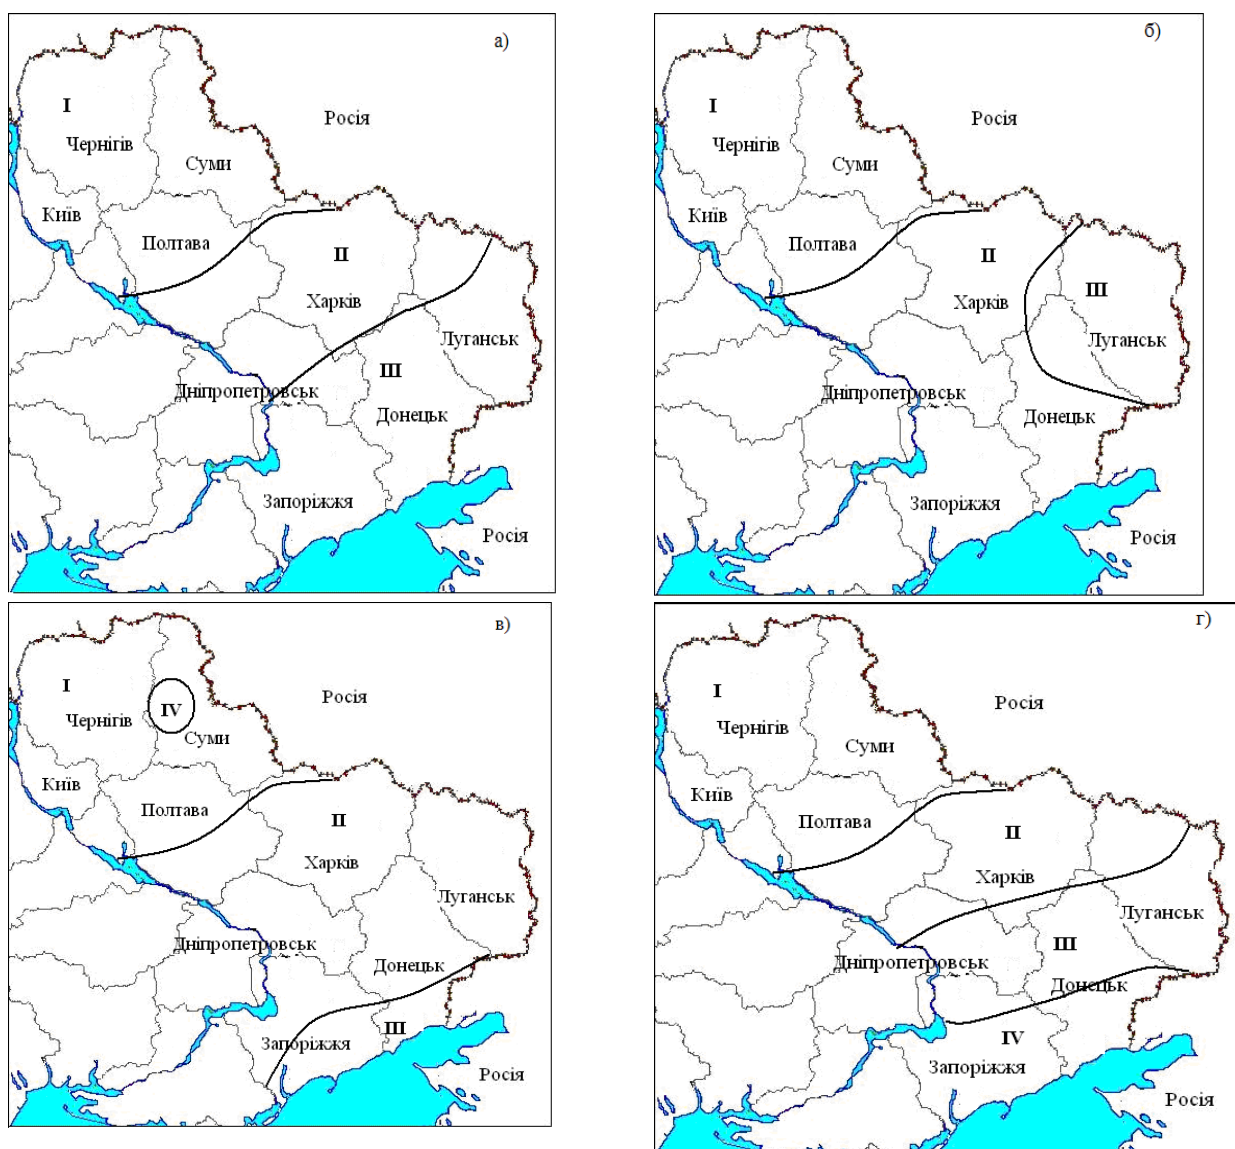 а)
I
Росія
Чернігів
Суми
Київ
Полтава
II
Харків
Луганськ
III
Дніпропетровськ
Донецьк
Запоріжжя
Росія
б)
I
Росія
Чернігів
Суми
Київ
Полтава
II
III
Харків
Луганськ
Дніпропетровськ
Донецьк
Запоріжжя
Росія
в)
I
IV
Росія
Чернігів
Суми
Київ
Полтава
II
Харків
Луганськ
Дніпропетровськ
Донецьк
III
Запоріжжя
Росія
г)
I
Росія
Чернігів
Суми
Київ
Полтава
II
Харків
Луганськ
III
Дніпропетровськ
Донецьк
IV
Запоріжжя
Росія